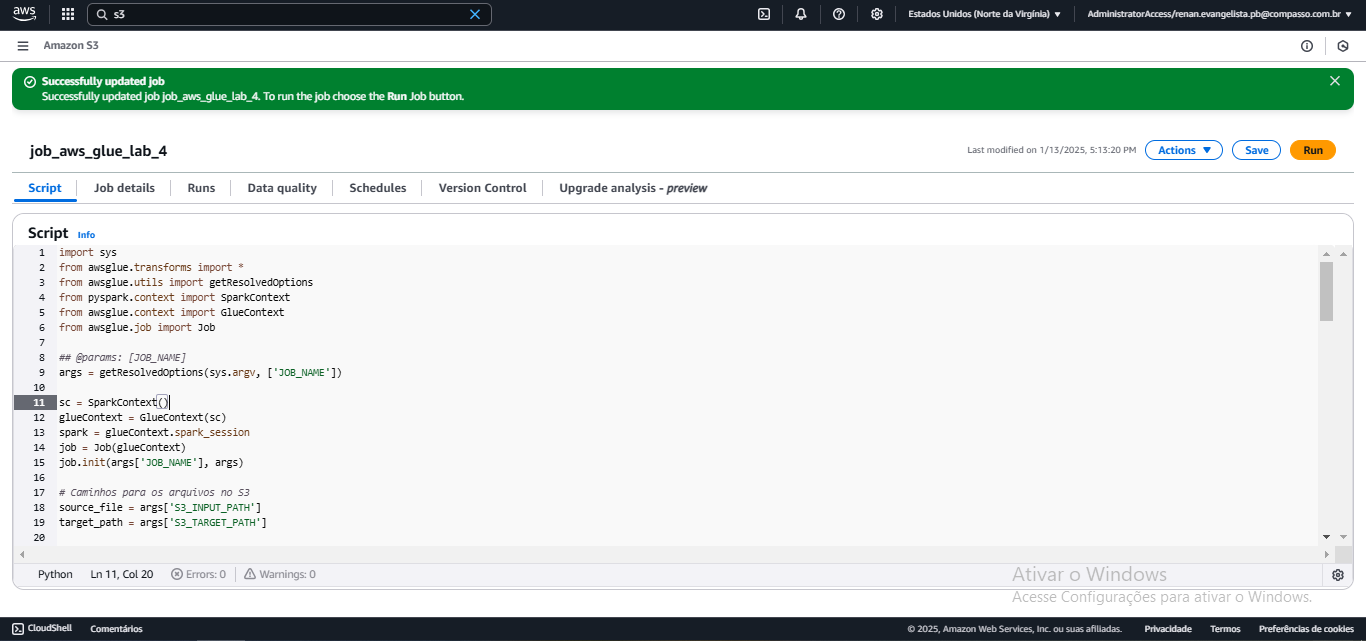 aws
s3
Estados Unidos (Norte da Virgínia)
AdministratorAccess/renan.evangelista.pb@compasso.com.br
Amazon S3
Successfully updated job
Successfully updated job job_aws_glue_lab_4. To run the job choose the Run Job button.
job_aws_glue_lab_4
Last modified on 1/13/2025, 5:13:20 PM
Actions
Save
Run
Script
Job details
Runs
Data quality
Schedules
Version Control
Upgrade analysis - preview
Script Info
1 import sys
2 from awsglue.transforms import *
3 from awsglue.utils import getResolvedOptions
4 from pyspark.context import SparkContext
5 from awsglue.context import GlueContext
6 from awsglue.job import Job
7
8 ## @params: [JOB_NAME]
9 args = getResolvedOptions(sys.argv, ['JOB_NAME'])
10
11 sc = SparkContext()
12 glueContext = GlueContext(sc)
13 spark = glueContext.spark_session
14 job = Job(glueContext)
15 job.init(args['JOB_NAME'], args)
16
17 # Caminhos para os arquivos no S3
18 source_file = args['S3_INPUT_PATH']
19 target_path = args['S3_TARGET_PATH']
20
Python Ln 11, Col 20 Errors: 0 Warnings: 0
Ativar o Windows
Acesse Configurações para ativar o Windows.
CloudShell
Comentários
© 2025, Amazon Web Services, Inc. ou suas afiliadas.
Privacidade
Termos
Preferências de cookies